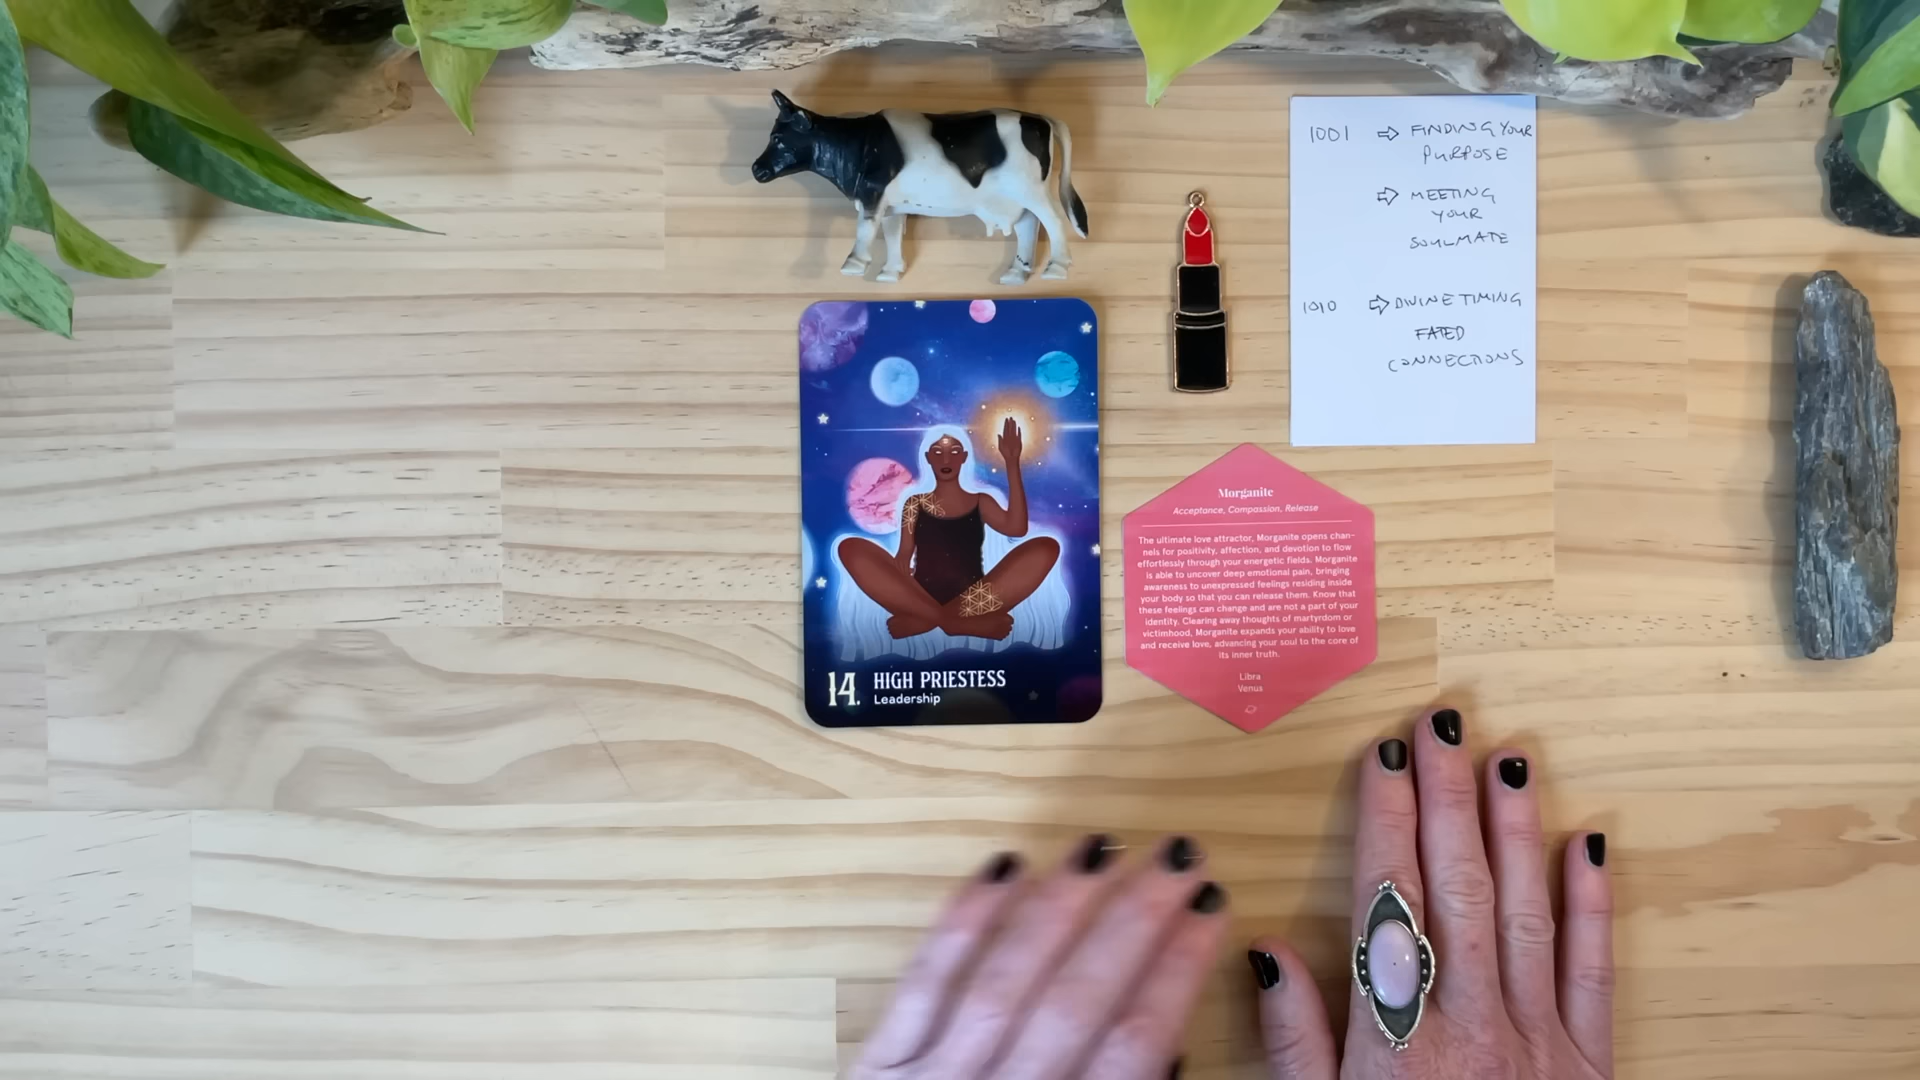 1001 ⇨ FINDING YOUR
PURPOSE
⇨ MEETING
YOUR
SOULMATE
1010 ⇨ DIVINE TIMING
FATED
CONNECTIONS
14. HIGH PRIESTESS
Leadership
Morganite
Acceptance, Compassion, Release
The ultimate love attractor, Morganite opens chan-
nels for positivity, affection, and devotion to flow
effortlessly through your energetic fields. Morganite
is able to uncover deep emotional pain, bringing
awareness to unexpressed feelings residing inside
your body so that you can release them. Know that
these feelings can change and are not a part of your
identity. Clearing away thoughts of martyrdom or
victimhood, Morganite expands your ability to love
and receive love, advancing your soul to the core of
its inner truth.
Libra
Venus